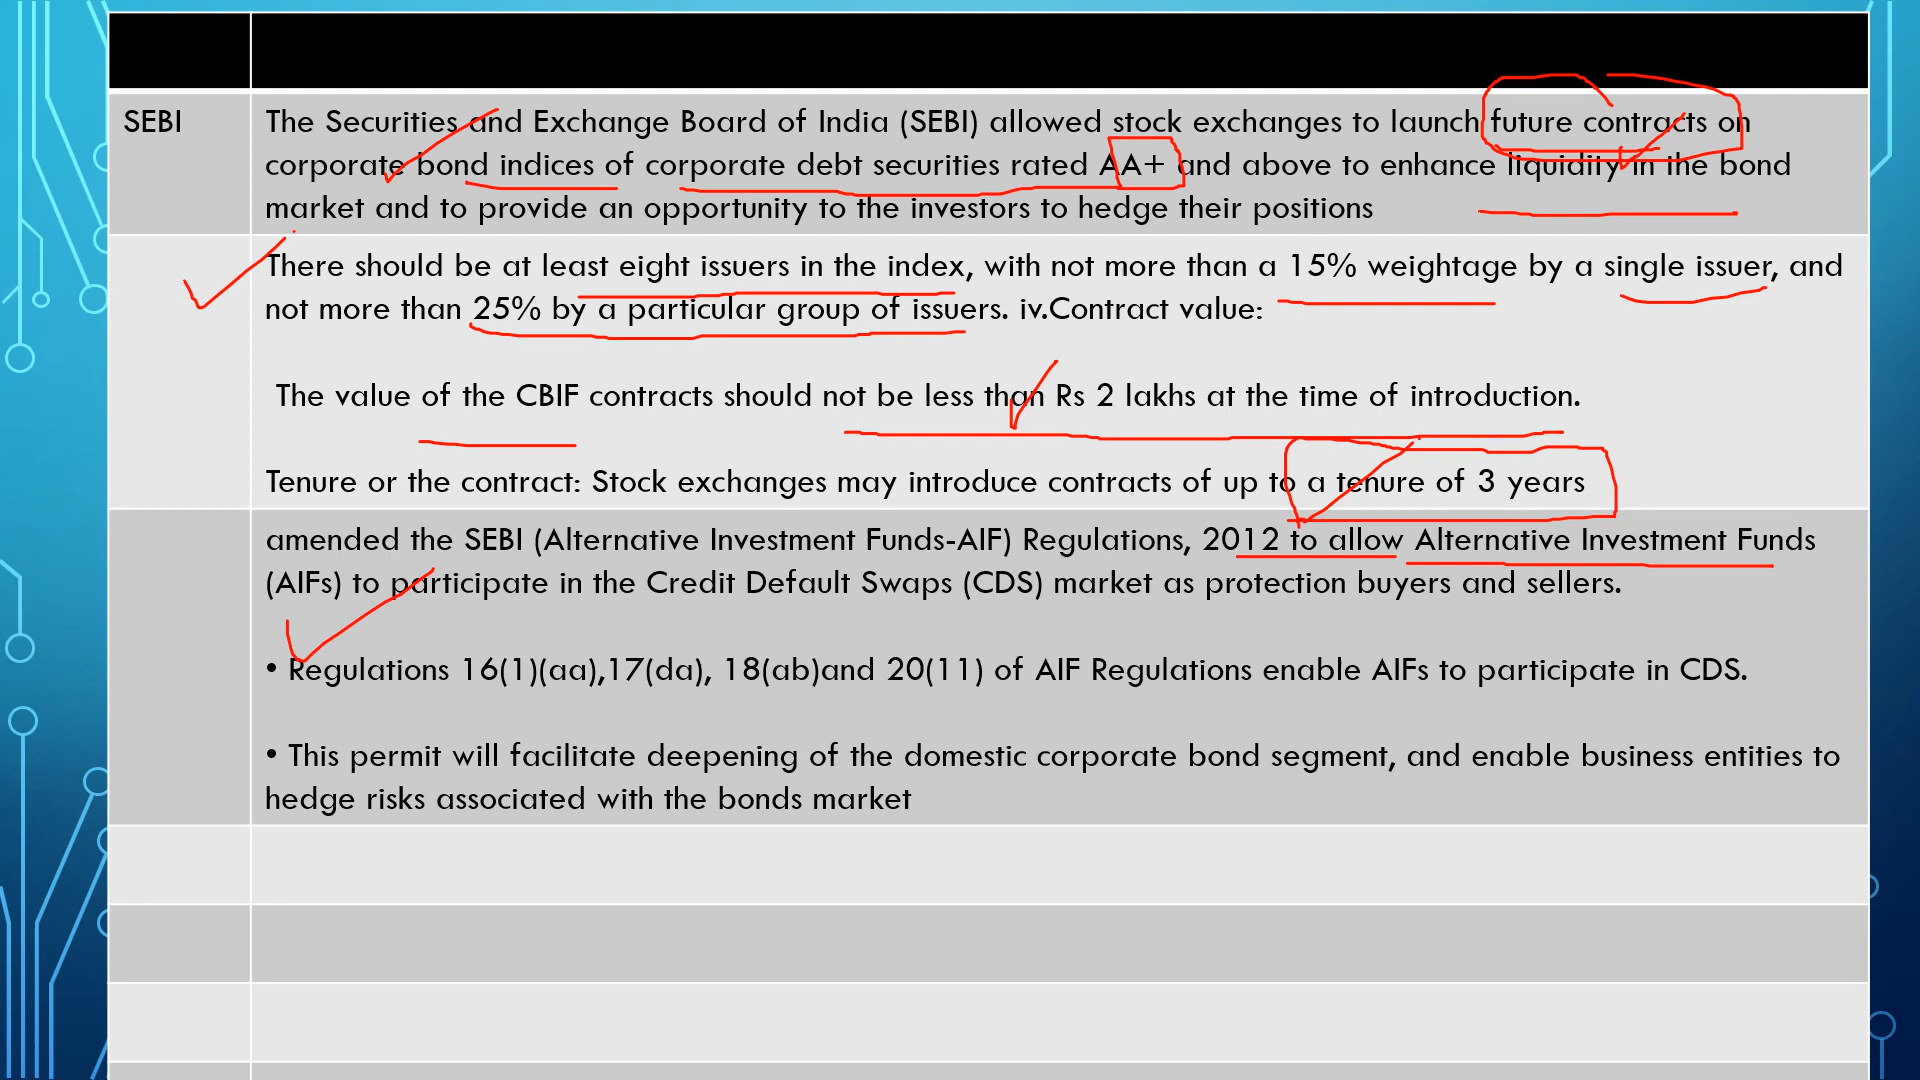 SEBI
The Securities and Exchange Board of India (SEBI) allowed stock exchanges to launch future contracts on
corporate bond indices of corporate debt securities rated AA+ and above to enhance liquidity in the bond
market and to provide an opportunity to the investors to hedge their positions
There should be at least eight issuers in the index, with not more than a 15% weightage by a single issuer, and
not more than 25% by a particular group of issuers. iv.Contract value:
The value of the CBIF contracts should not be less than Rs 2 lakhs at the time of introduction.
Tenure or the contract: Stock exchanges may introduce contracts of up to a tenure of 3 years
amended the SEBI (Alternative Investment Funds-AIF) Regulations, 2012 to allow Alternative Investment Funds
(AIFs) to participate in the Credit Default Swaps (CDS) market as protection buyers and sellers.
• Regulations 16(1)(aa),17(da), 18(ab)and 20(11) of AIF Regulations enable AIFs to participate in CDS.
• This permit will facilitate deepening of the domestic corporate bond segment, and enable business entities to
hedge risks associated with the bonds market